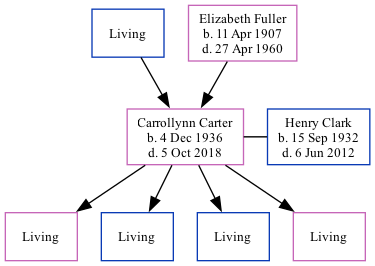 Living
Elizabeth Fuller
b. 11 Apr 1907
d. 27 Apr 1960
Carrollynn Carter
b. 4 Dec 1936
d. 5 Oct 2018
Henry Clark
b. 15 Sep 1932
d. 6 Jun 2012
Living
Living
Living
Living